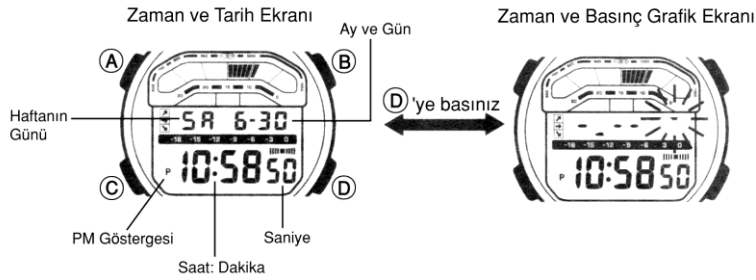 Zaman ve Tarih Ekranı
Zaman ve Basınç Grafik Ekranı
Ay ve Gün
A
B
D 'ye basınız
Haftanın
Günü
SA 6-30
-18 -15 -12 -9 -6 -3 0
P 10:58 50
-18 -15 -12 -9 -6 3 0
P 10:58 50
C
D
PM Göstergesi
Saniye
Saat: Dakika